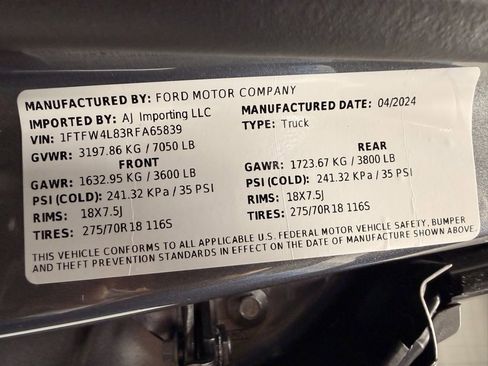 MANUFACTURED BY: FORD MOTOR COMPANY
IMPORTED BY: AJ Importing LLC MANUFACTURED DATE: 04/2024
VIN: 1FTFW4L83RFA65839 TYPE: Truck
GVWR: 3197.86 KG / 7050 LB
FRONT REAR
GAWR: 1632.95 KG / 3600 LB GAWR: 1723.67 KG / 3800 LB
PSI (COLD): 241.32 KPa / 35 PSI PSI (COLD): 241.32 KPa / 35 PSI
RIMS: 18X7.5J RIMS: 18X7.5J
TIRES: 275/70R18 116S TIRES: 275/70R18 116S
THIS VEHICLE CONFORMS TO ALL APPLICABLE U.S. FEDERAL MOTOR VEHICLE SAFETY, BUMPER
AND THEFT PREVENTION STANDARDS IN EFFECT ON THE DATE OF MANUFACTURE SHOWN ABOVE.